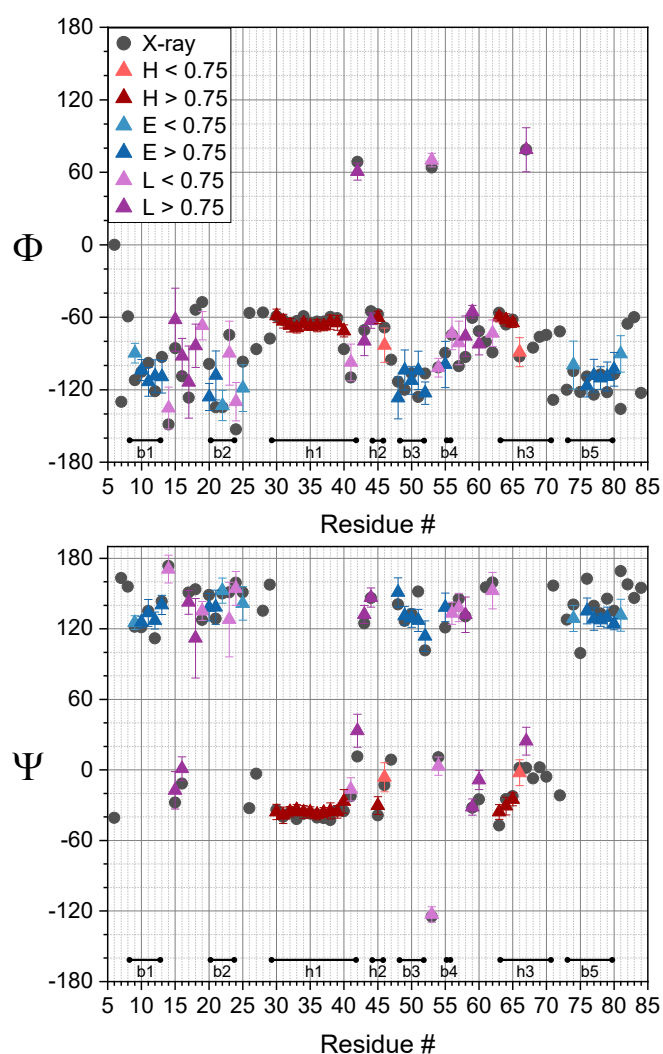 180
120
60
0
-60
-120
-180
Φ
X-ray
H < 0.75
H > 0.75
E < 0.75
E > 0.75
L < 0.75
L > 0.75
b1 b2 h1 h2 b3 b4 h3 b5
5 10 15 20 25 30 35 40 45 50 55 60 65 70 75 80 85
Residue #
180
120
60
0
-60
-120
-180
Ψ
b1 b2 h1 h2 b3 b4 h3 b5
5 10 15 20 25 30 35 40 45 50 55 60 65 70 75 80 85
Residue #